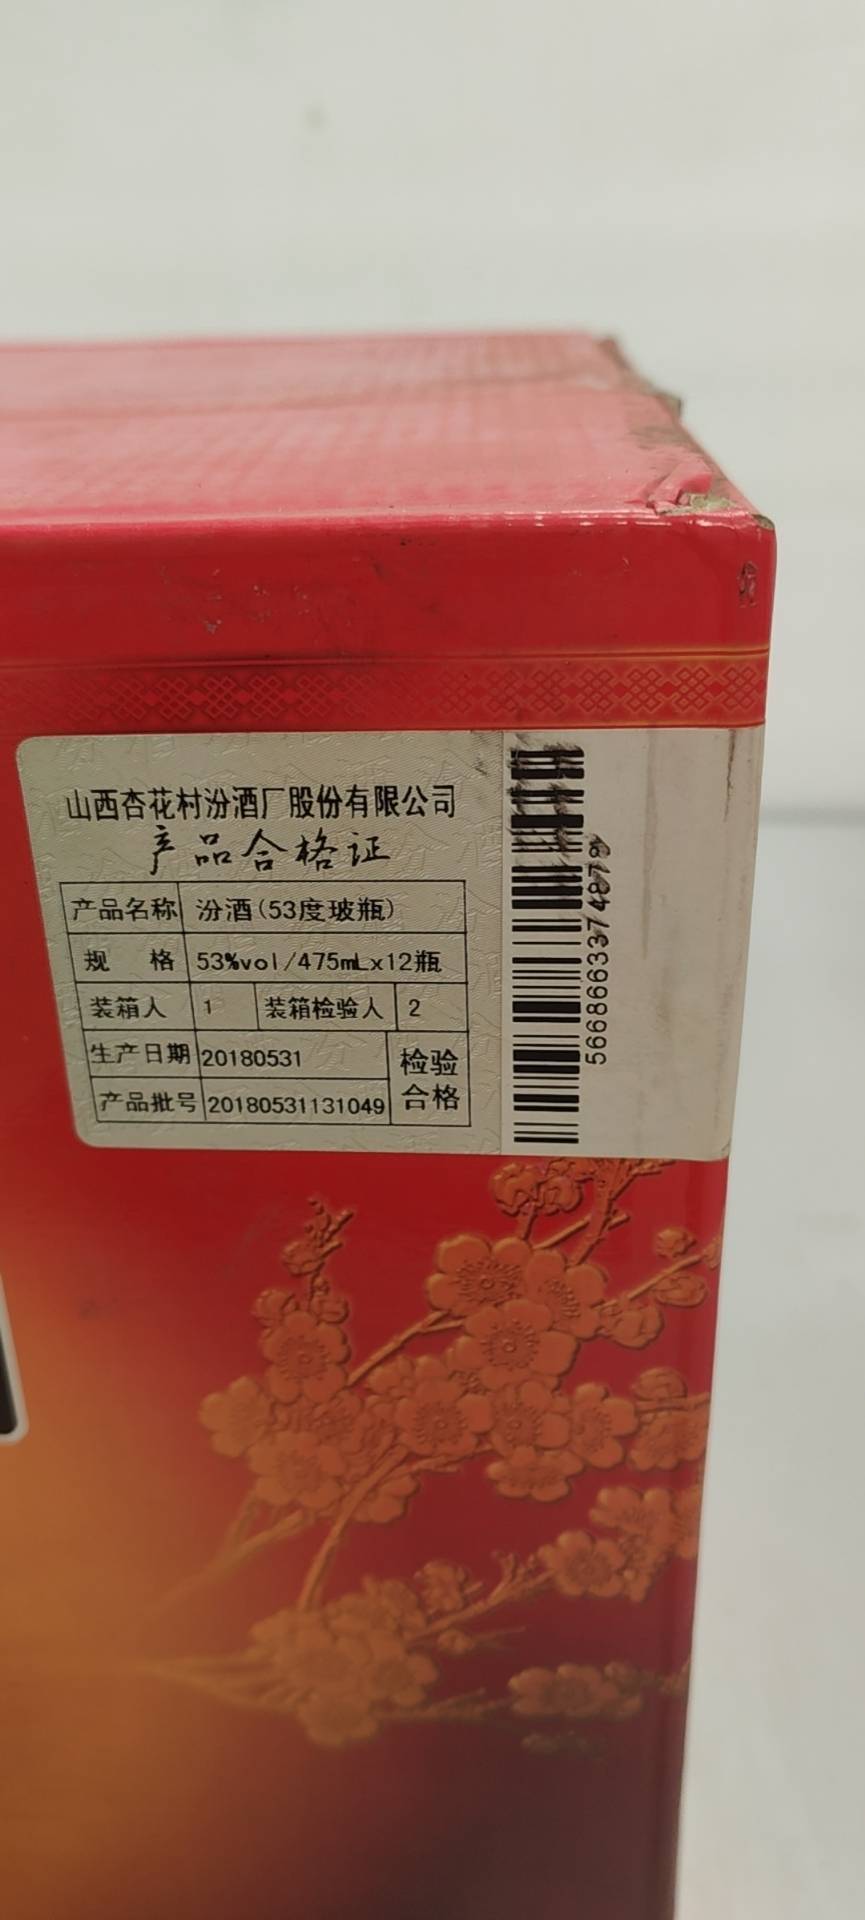 山西杏花村汾酒厂股份有限公司
产品合格证
产品名称 汾酒(53度玻瓶)
规 格 53%vol/475mLx12瓶
装箱人 1 装箱检验人 2
生产日期 20180531 检验
产品批号 20180531131049 合格
5668663374878